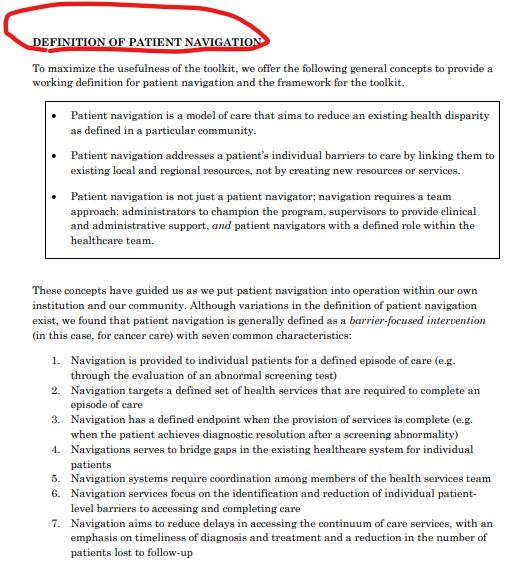 DEFINITION OF PATIENT NAVIGATION
To maximize the usefulness of the toolkit, we offer the following general concepts to provide a
working definition for patient navigation and the framework for the toolkit.
• Patient navigation is a model of care that aims to reduce an existing health disparity
as defined in a particular community.
• Patient navigation addresses a patient's individual barriers to care by linking them to
existing local and regional resources, not by creating new resources or services.
• Patient navigation is not just a patient navigator; navigation requires a team
approach: administrators to champion the program, supervisors to provide clinical
and administrative support, and patient navigators with a defined role within the
healthcare team.
These concepts have guided us as we put patient navigation into operation within our own
institution and our community. Although variations in the definition of patient navigation
exist, we found that patient navigation is generally defined as a barrier-focused intervention
(in this case, for cancer care) with seven common characteristics:
1. Navigation is provided to individual patients for a defined episode of care (e.g.
through the evaluation of an abnormal screening test)
2. Navigation targets a defined set of health services that are required to complete an
episode of care
3. Navigation has a defined endpoint when the provision of services is complete (e.g.
when the patient achieves diagnostic resolution after a screening abnormality)
4. Navigations serves to bridge gaps in the existing healthcare system for individual
patients
5. Navigation systems require coordination among members of the health services team
6. Navigation services focus on the identification and reduction of individual patient-
level barriers to accessing and completing care
7. Navigation aims to reduce delays in accessing the continuum of care services, with an
emphasis on timeliness of diagnosis and treatment and a reduction in the number of
patients lost to follow-up